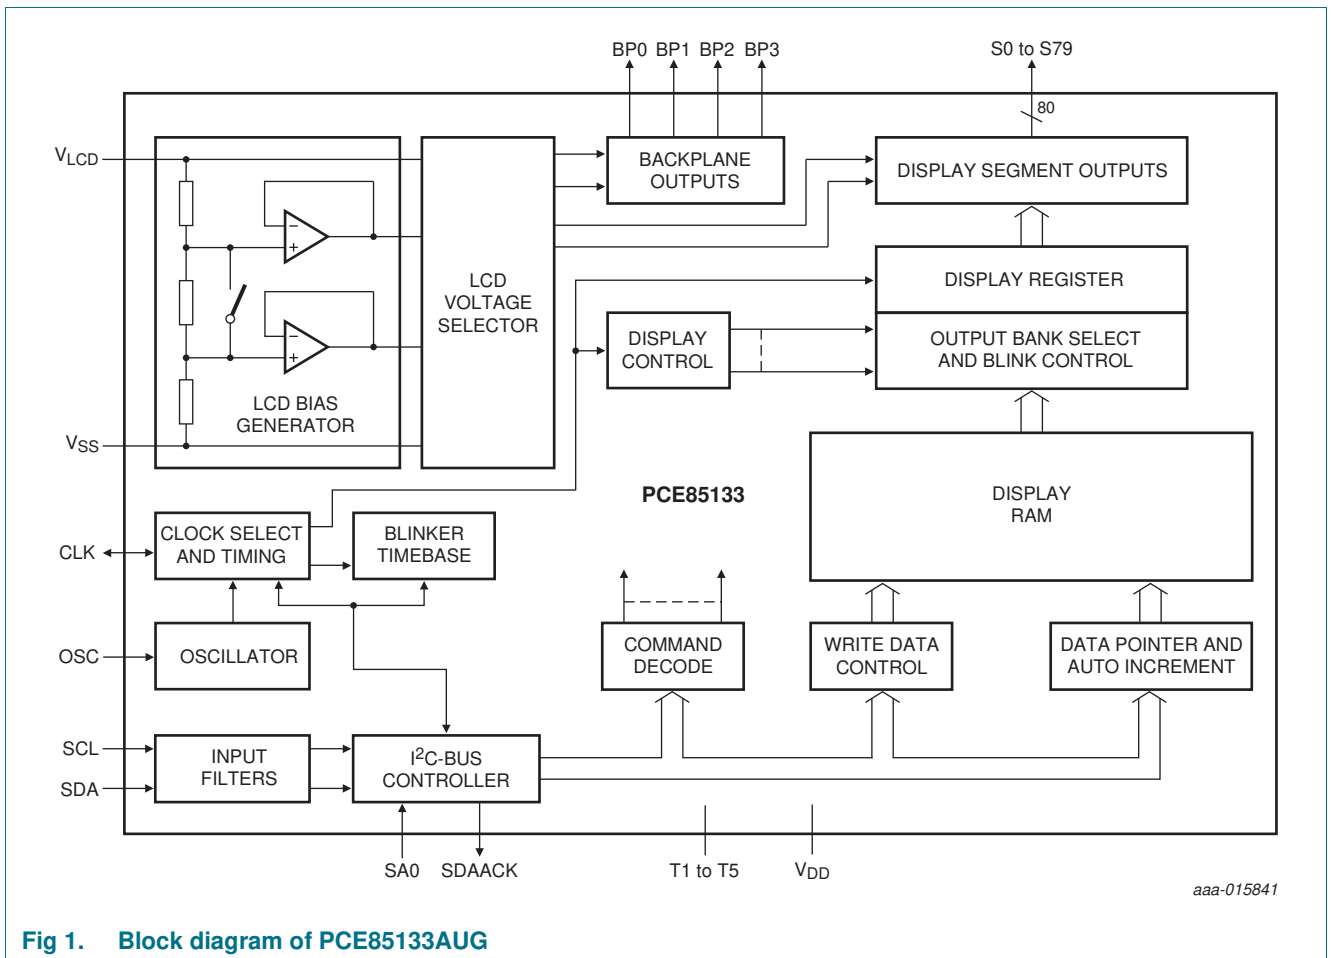 BP0 BP1 BP2 BP3
S0 to S79
80
VLCD
BACKPLANE
OUTPUTS
DISPLAY SEGMENT OUTPUTS
−
+
LCD
VOLTAGE
SELECTOR
DISPLAY REGISTER
−
+
DISPLAY
CONTROL
OUTPUT BANK SELECT
AND BLINK CONTROL
LCD BIAS
GENERATOR
VSS
PCE85133
DISPLAY
RAM
CLK
CLOCK SELECT
AND TIMING
BLINKER
TIMEBASE
OSC
OSCILLATOR
COMMAND
DECODE
WRITE DATA
CONTROL
DATA POINTER AND
AUTO INCREMENT
SCL
SDA
INPUT
FILTERS
I2C-BUS
CONTROLLER
SA0
SDAACK
T1 to T5
VDD
aaa-015841
Fig 1. Block diagram of PCE85133AUG